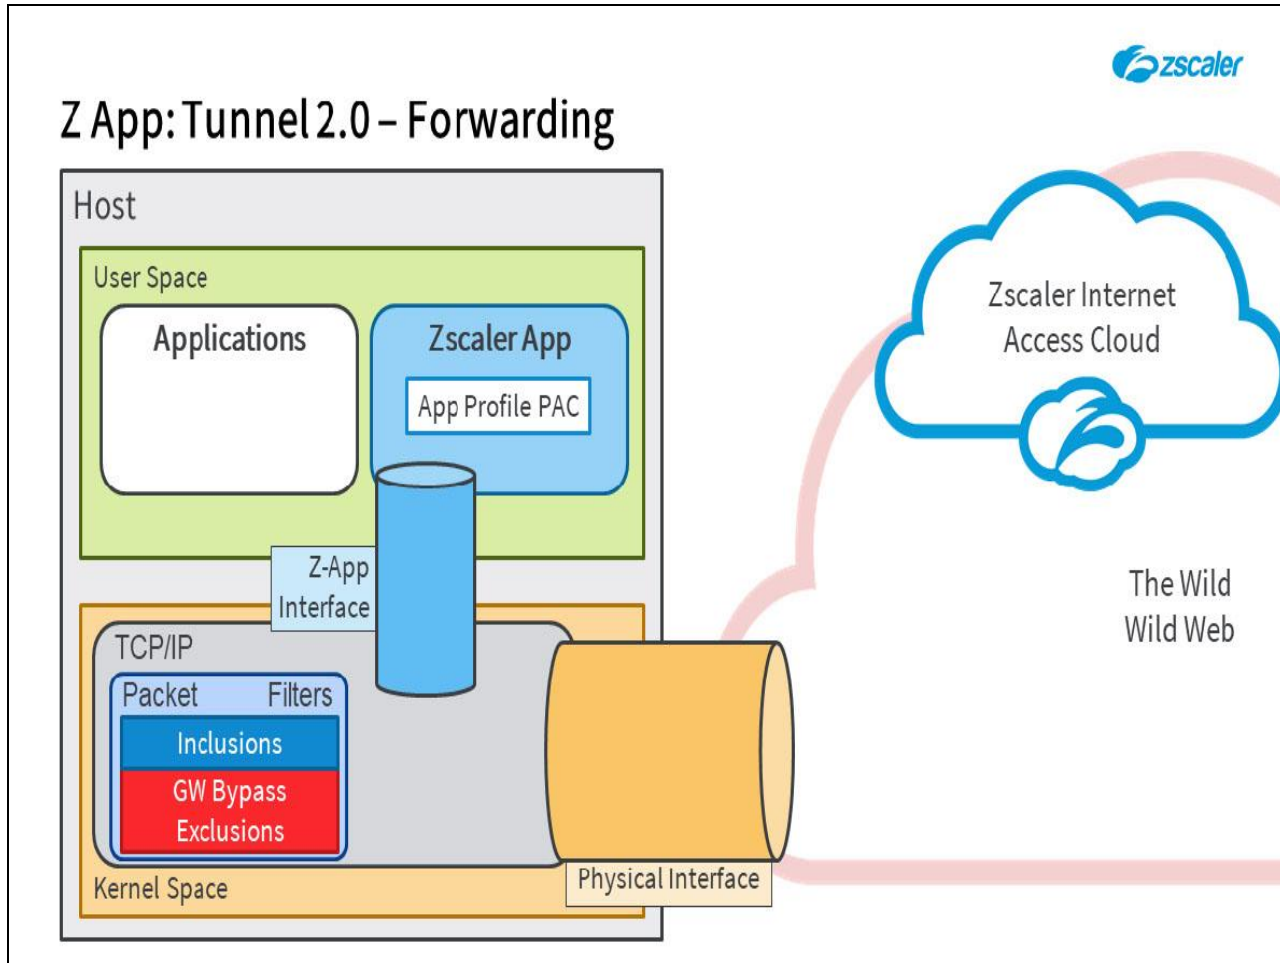 zscaler
Z App: Tunnel 2.0 – Forwarding
Host
User Space
Applications
Zscaler App
App Profile PAC
Z-App
Interface
TCP/IP
Packet Filters
Inclusions
GW Bypass
Exclusions
Kernel Space
Physical Interface
Zscaler Internet
Access Cloud
The Wild
Wild Web